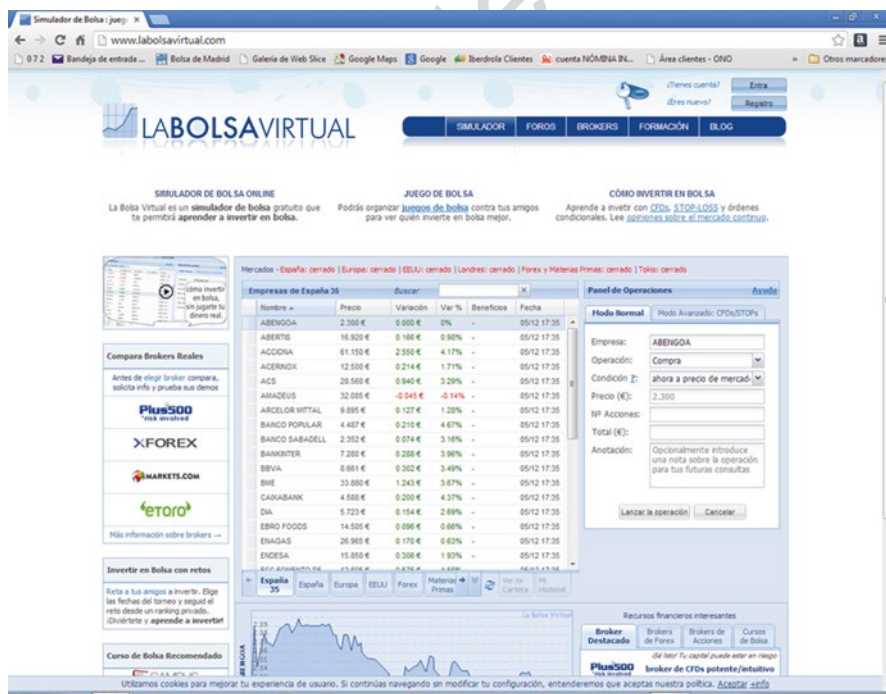 Simulador de Bolsa : jueg
www.labolsavirtual.com
0 7 2 Bandeja de entrada ... Bolsa de Madrid Galería de Web Slice Google Maps Google Iberdrola Clientes cuenta NÓMINA IN... Área clientes - ONO » Otros marcadores
¿Tienes cuenta? Entra
¿Eres nuevo? Registro
LABOLSAVIRTUAL
SIMULADOR FOROS BROKERS FORMACIÓN BLOG
SIMULADOR DE BOLSA ONLINE
La Bolsa Virtual es un simulador de bolsa gratuito que
te permitirá aprender a invertir en bolsa.
JUEGO DE BOLSA
Podrás organizar juegos de bolsa contra tus amigos
para ver quién invierte en bolsa mejor.
CÓMO INVERTIR EN BOLSA
Aprende a invetir con CFDs, STOP-LOSS y órdenes
condicionales. Lee opiniones sobre el mercado continuo.
cómo invertir
en bolsa,
sin jugarte tu
dinero real.
Compara Brokers Reales
Antes de elegir broker compara,
solicita info y prueba sus demos
Plus500
*risk involved
XFOREX
MARKETS.COM
etoro
Más información sobre brokers →
Invertir en Bolsa con retos
Reta a tus amigos a invertir. Elige
las fechas del torneo y seguid el
reto desde un ranking privado.
¡Diviértete y aprende a invertir!
Curso de Bolsa Recomendado
Mercados - España: cerrado | Europa: cerrado | EEUU: cerrado | Londres: cerrado | Forex y Materias Primas: cerrado | Tokio: cerrado
Empresas de España 35 Buscar:
Nombre Precio Variación Var % Beneficios Fecha
ABENGOA 2.300 € 0.000 € 0% - 05/12 17:35
ABERTIS 16.920 € 0.166 € 0.98% - 05/12 17:35
ACCIONA 61.150 € 2.550 € 4.17% - 05/12 17:35
ACERINOX 12.500 € 0.214 € 1.71% - 05/12 17:35
ACS 28.560 € 0.940 € 3.29% - 05/12 17:35
AMADEUS 32.085 € -0.045 € -0.14% - 05/12 17:35
ARCELOR MITTAL 9.895 € 0.127 € 1.28% - 05/12 17:35
BANCO POPULAR 4.487 € 0.210 € 4.67% - 05/12 17:35
BANCO SABADELL 2.352 € 0.074 € 3.16% - 05/12 17:35
BANKINTER 7.280 € 0.288 € 3.96% - 05/12 17:35
BBVA 8.661 € 0.302 € 3.49% - 05/12 17:35
BME 33.880 € 1.243 € 3.67% - 05/12 17:35
CAIXABANK 4.588 € 0.200 € 4.37% - 05/12 17:35
DIA 5.723 € 0.154 € 2.69% - 05/12 17:35
EBRO FOODS 14.505 € 0.096 € 0.66% - 05/12 17:35
ENAGAS 26.965 € 0.170 € 0.63% - 05/12 17:35
ENDESA 15.850 € 0.306 € 1.93% - 05/12 17:35
España 35 España Europa EEUU Forex Materias Primas Ver mi Cartera Mi Historial
La Bolsa Virtual
Panel de Operaciones Ayuda
Modo Normal Modo Avanzado: CFDs/STOPs
Empresa: ABENGOA
Operación: Compra
Condición ?: ahora a precio de mercad
Precio (€): 2.300
Nº Acciones:
Total (€):
Anotación: Opcionalmente introduce
una nota sobre la operación
para tus futuras consultas
Lanzar la operación Cancelar
Recursos financieros interesantes
Broker Destacado Brokers de Forex Brokers de Acciones Cursos de Bolsa
¡Sé listo! Tu capital puede estar en riesgo
Plus500 broker de CFDs potente/intuitivo
Utilizamos cookies para mejorar tu experiencia de usuario. Si continúas navegando sin modificar tu configuración, entenderemos que aceptas nuestra política. Aceptar +info